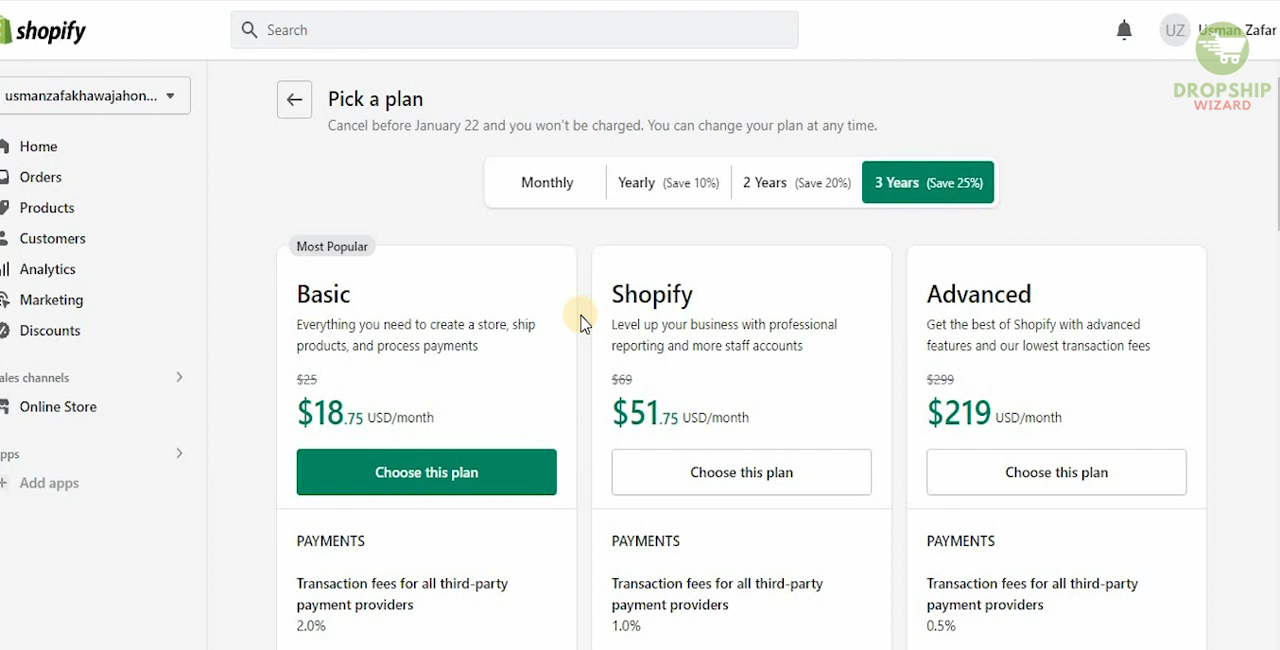 shopify
Search
UZ
Usman Zafar
DROPSHIP
WIZARD
usmanzafakhawajahon...
Home
Orders
Products
Customers
Analytics
Marketing
Discounts
ales channels
Online Store
pps
Add apps
Pick a plan
Cancel before January 22 and you won't be charged. You can change your plan at any time.
Monthly
Yearly (Save 10%)
2 Years (Save 20%)
3 Years (Save 25%)
Most Popular
Basic
Everything you need to create a store, ship
products, and process payments
$25
$18.75 USD/month
Choose this plan
PAYMENTS
Transaction fees for all third-party
payment providers
2.0%
Shopify
Level up your business with professional
reporting and more staff accounts
$69
$51.75 USD/month
Choose this plan
PAYMENTS
Transaction fees for all third-party
payment providers
1.0%
Advanced
Get the best of Shopify with advanced
features and our lowest transaction fees
$299
$219 USD/month
Choose this plan
PAYMENTS
Transaction fees for all third-party
payment providers
0.5%